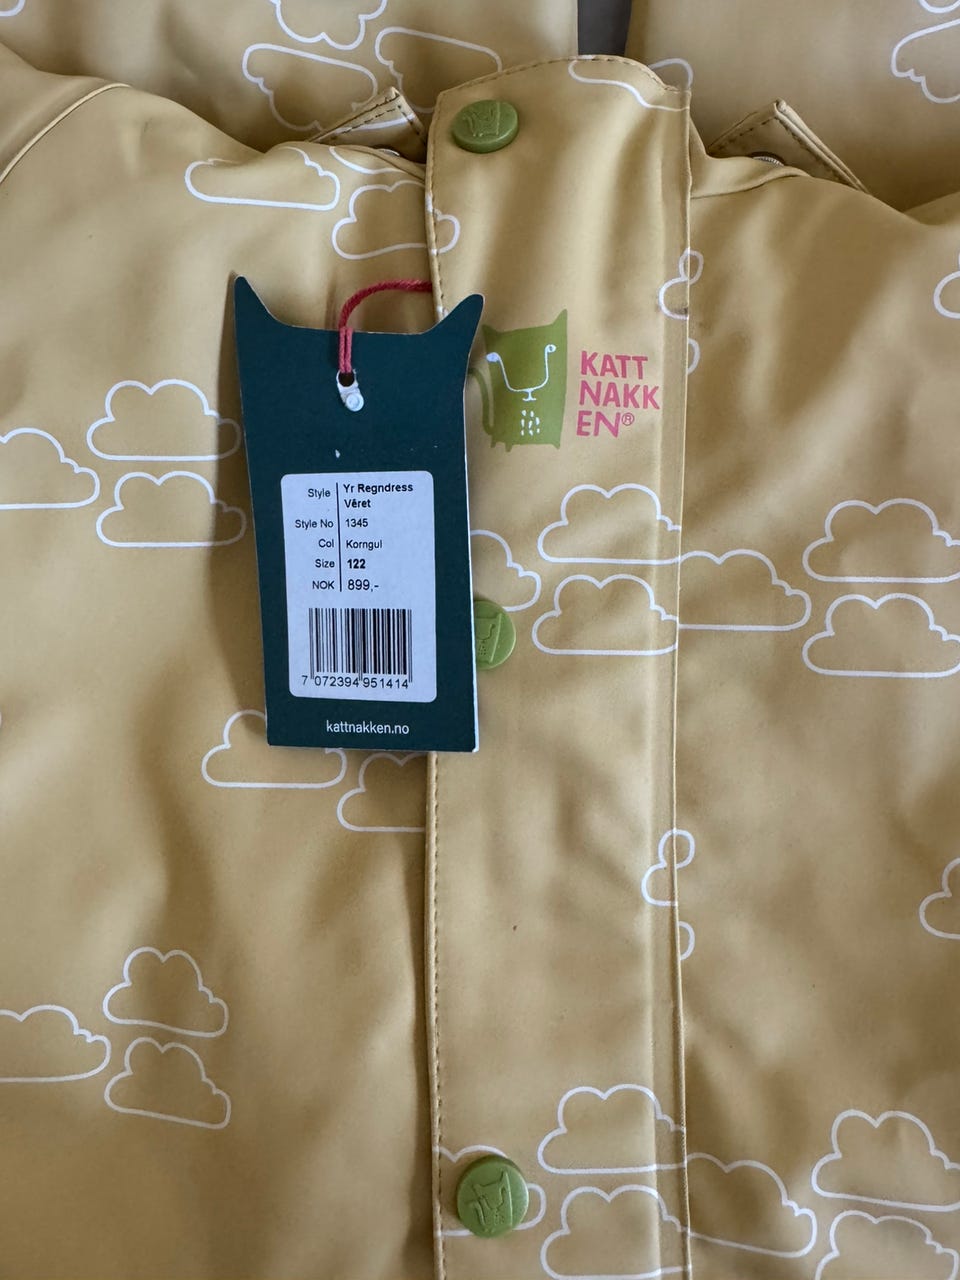 KATT
NAKK
EN®
Style Yr Regndress
Vêret
Style No 1345
Col Korngul
Size 122
NOK 899,-
7 072394 951414
kattnakken.no